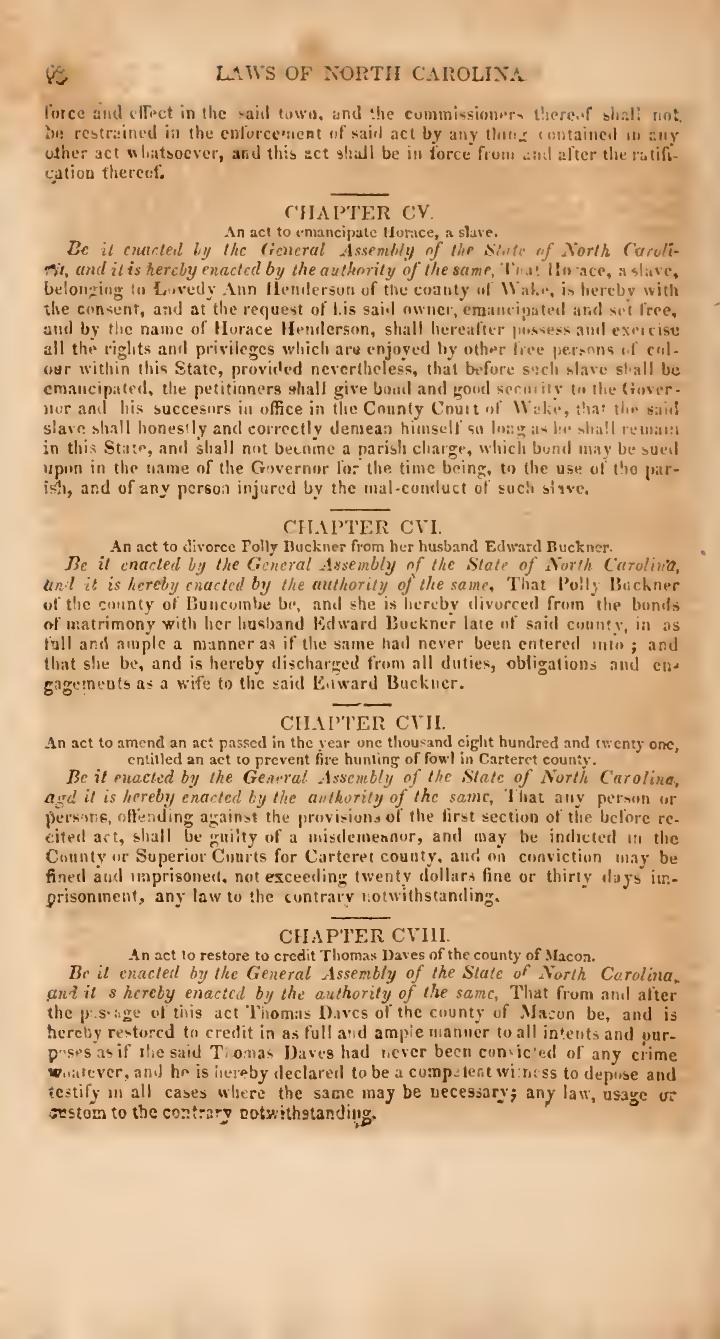 LAWS OF NORTH CAROLINA
force and effect in the said town, and the commissioners thereof shall not
be restrained in the enforcement of said act by any thing contained in any
other act whatsoever, and this act shall be in force from and after the ratifi-
cation thereof.
CHAPTER CV.
An act to emancipate Horace, a slave.
Be it enacted by the General Assembly of the State of North Caroli-
na, and it is hereby enacted by the authority of the same, That Horace, a slave,
belonging to Lovedy Ann Henderson of the county of Wake, is hereby with
the consent, and at the request of his said owner, emancipated and set free,
and by the name of Horace Henderson, shall hereafter possess and exercise
all the rights and privileges which are enjoyed by other free persons of col-
our within this State, provided nevertheless, that before such slave shall be
emancipated, the petitioners shall give bond and good security to the Gover-
nor and his succesors in office in the County Court of Wake, that the said
slave shall honestly and correctly demean himself so long as he shall remain
in this State, and shall not become a parish charge, which bond may be sued
upon in the name of the Governor for the time being, to the use of the par-
ish, and of any person injured by the mal-conduct of such slave.
CHAPTER CVI.
An act to divorce Polly Buckner from her husband Edward Buckner.
Be it enacted by the General Assembly of the State of North Carolina,
and it is hereby enacted by the authority of the same, That Polly Buckner
of the county of Buncombe be, and she is hereby divorced from the bonds
of matrimony with her husband Edward Buckner late of said county, in as
full and ample a manner as if the same had never been entered into ; and
that she be, and is hereby discharged from all duties, obligations and en-
gagements as a wife to the said Edward Buckner.
CHAPTER CVII.
An act to amend an act passed in the year one thousand eight hundred and twenty one,
entitled an act to prevent fire hunting of fowl in Carteret county.
Be it enacted by the General Assembly of the State of North Carolina,
and it is hereby enacted by the authority of the same, That any person or
persons, offending against the provisions of the first section of the before re-
cited act, shall be guilty of a misdemeanor, and may be indicted in the
County or Superior Courts for Carteret county, and on conviction may be
fined and imprisoned, not exceeding twenty dollars fine or thirty days im-
prisonment, any law to the contrary notwithstanding.
CHAPTER CVIII.
An act to restore to credit Thomas Daves of the county of Macon.
Be it enacted by the General Assembly of the State of North Carolina,
and it s hereby enacted by the authority of the same, That from and after
the passage of this act Thomas Daves of the county of Macon be, and is
hereby restored to credit in as full and ample manner to all intents and pur-
poses as if the said Thomas Daves had never been convicted of any crime
whatever, and he is hereby declared to be a competent witness to depose and
testify in all cases where the same may be necessary; any law, usage or
custom to the contrary notwithstanding.